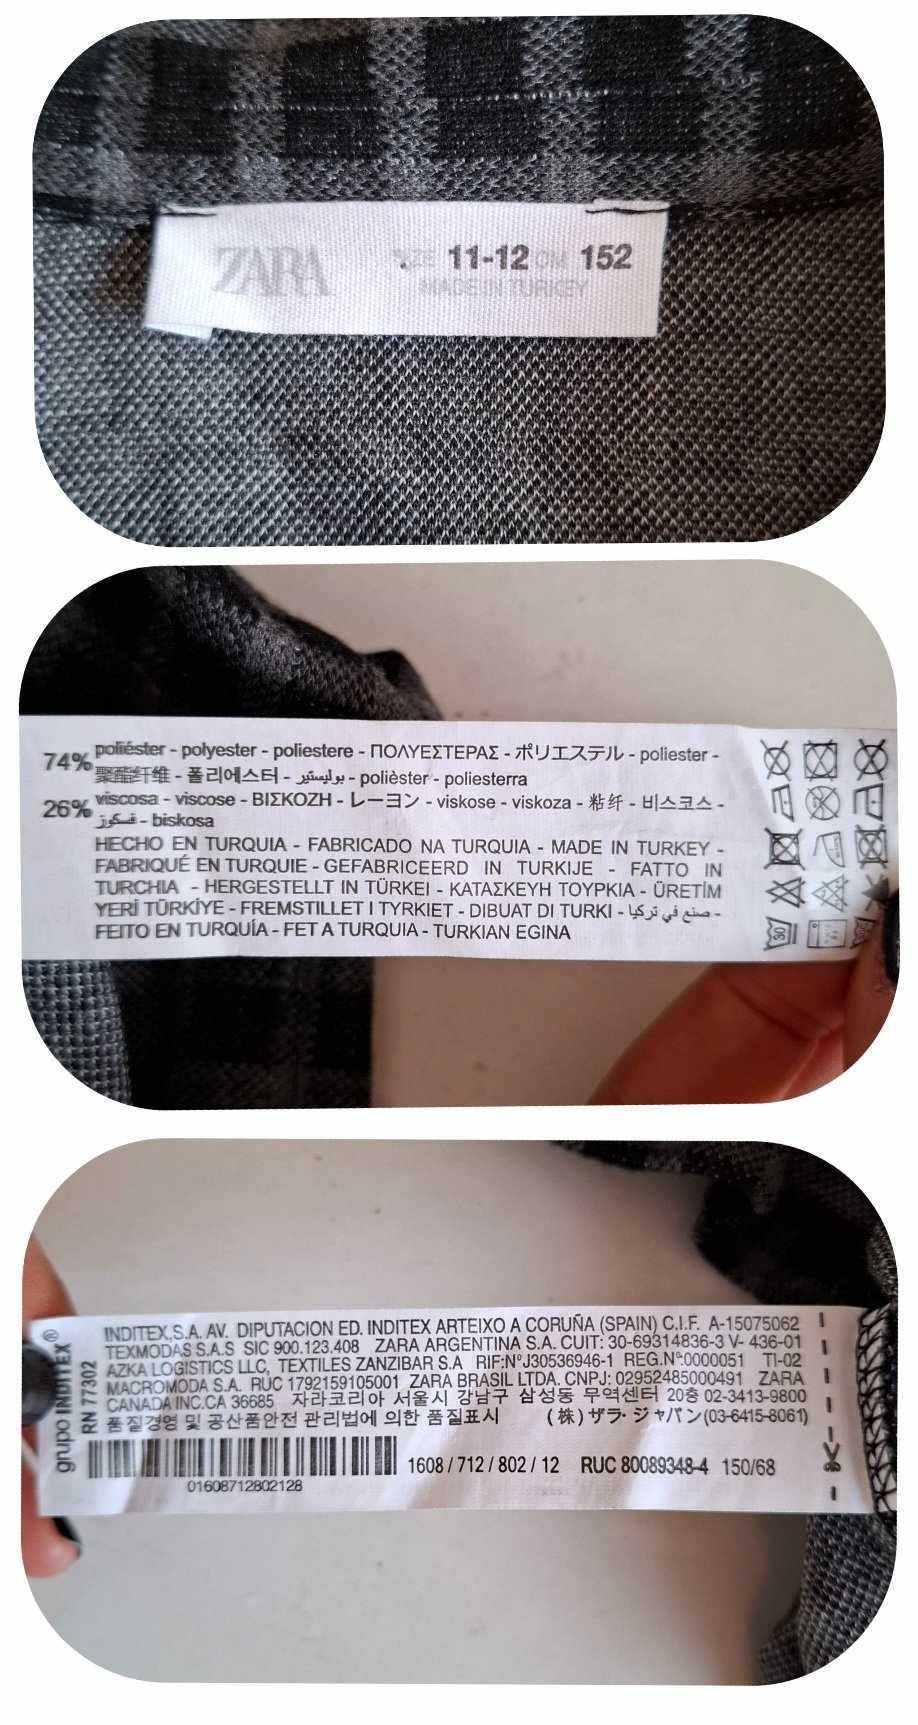 ZARA SIZE 11-12 CM 152
MADE IN TURKEY
74% poliéster - polyester - poliestere - ΠΟΛΥΕΣΤΕΡΑΣ - ポリエステル - poliester -
聚酯纤维 - 폴리에스터 - بوليستير - polièster - poliesterra
26% viscosa - viscose - ΒΙΣΚΟΖΗ - レーヨン - viskose - viskoza - 粘纤 - 비스코스 -
فسكوز - biskosa
HECHO EN TURQUIA - FABRICADO NA TURQUIA - MADE IN TURKEY -
FABRIQUÉ EN TURQUIE - GEFABRICEERD IN TURKIJE - FATTO IN
TURCHIA - HERGESTELLT IN TÜRKEI - ΚΑΤΑΣΚΕΥΗ ΤΟΥΡΚΙΑ - ÜRETİM
YERİ TÜRKİYE - FREMSTILLET I TYRKIET - DIBUAT DI TURKI - صنع في تركيا -
FEITO EN TURQUÍA - FET A TURQUIA - TURKIAN EGINA
30
grupo INDITEX ®
RN 77302
INDITEX,S.A. AV. DIPUTACION ED. INDITEX ARTEIXO A CORUÑA (SPAIN) C.I.F. A-15075062
TEXMODAS S.A.S SIC 900.123.408 ZARA ARGENTINA S.A. CUIT: 30-69314836-3 V- 436-01
AZKA LOGISTICS LLC, TEXTILES ZANZIBAR S.A RIF:NºJ30536946-1 REG.Nº:0000051 TI-02
MACROMODA S.A. RUC 1792159105001 ZARA BRASIL LTDA. CNPJ: 02952485000491 ZARA
CANADA INC.CA 36685 자라코리아 서울시 강남구 삼성동 무역센터 20층 02-3413-9800
품질경영 및 공산품안전 관리법에 의한 품질표시 (株) ザラ・ジャパン(03-6415-8061)
1608 / 712 / 802 / 12 RUC 80089348-4 150/68
01608712802128